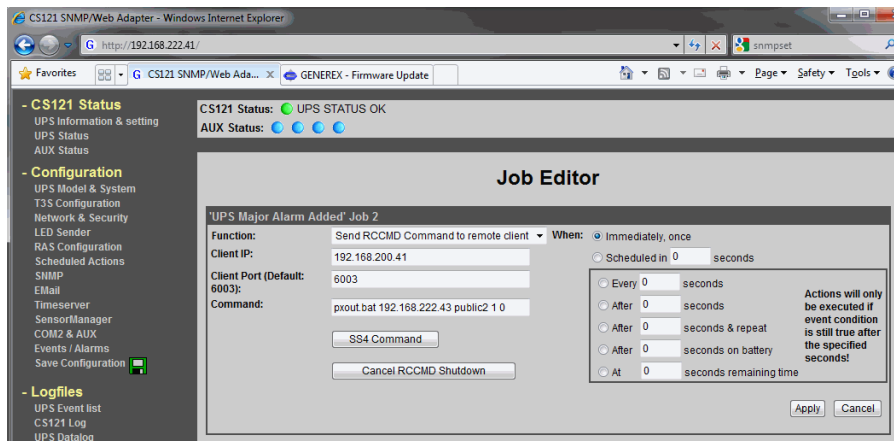 CS121 SNMP/Web Adapter - Windows Internet Explorer
http://192.168.222.41/
snmpset
Favorites
CS121 SNMP/Web Ada...
GENEREX - Firmware Update
Page
Safety
Tools
- CS121 Status
UPS Information & setting
UPS Status
AUX Status
- Configuration
UPS Model & System
T3S Configuration
Network & Security
LED Sender
RAS Configuration
Scheduled Actions
SNMP
EMail
Timeserver
SensorManager
COM2 & AUX
Events / Alarms
Save Configuration
- Logfiles
UPS Event list
CS121 Log
UPS Datalog
CS121 Status: UPS STATUS OK
AUX Status:
Job Editor
'UPS Major Alarm Added' Job 2
Function: Send RCCMD Command to remote client
Client IP: 192.168.200.41
Client Port (Default:
6003): 6003
Command: pxout.bat 192.168.222.43 public2 1 0
SS4 Command
Cancel RCCMD Shutdown
When: Immediately, once
Scheduled in 0 seconds
Every 0 seconds
After 0 seconds
After 0 seconds & repeat
After 0 seconds on battery
At 0 seconds remaining time
Actions will only
be executed if
event condition
is still true after
the specified
seconds!
Apply Cancel